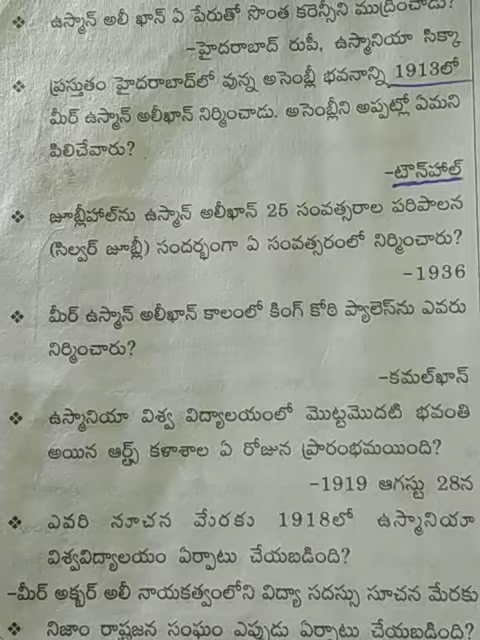 ❖ ఉస్మాన్ అలీ ఖాన్ ఏ పేరుతో సొంత కరెన్సీని ముద్రించాడు?
-హైదరాబాద్ రుపీ, ఉస్మానియా సిక్కా
❖ ప్రస్తుతం హైదరాబాద్‌లో వున్న అసెంబ్లీ భవనాన్ని 1913లో
మీర్ ఉస్మాన్ అలీఖాన్ నిర్మించాడు. అసెంబ్లీని అప్పట్లో ఏమని
పిలిచేవారు?
-టౌన్‌హాల్
❖ జూబ్లీహాల్‌ను ఉస్మాన్ అలీఖాన్ 25 సంవత్సరాల పరిపాలన
(సిల్వర్ జూబ్లీ) సందర్భంగా ఏ సంవత్సరంలో నిర్మించారు?
-1936
❖ మీర్ ఉస్మాన్ అలీఖాన్ కాలంలో కింగ్ కోఠి ప్యాలెస్‌ను ఎవరు
నిర్మించారు?
-కమల్‌ఖాన్
❖ ఉస్మానియా విశ్వ విద్యాలయంలో మొట్టమొదటి భవంతి
అయిన ఆర్ట్స్ కళాశాల ఏ రోజున ప్రారంభమయింది?
-1919 ఆగస్టు 28న
❖ ఎవరి సూచన మేరకు 1918లో ఉస్మానియా
విశ్వవిద్యాలయం ఏర్పాటు చేయబడింది?
-మీర్ అక్బర్ అలీ నాయకత్వంలోని విద్యా సదస్సు సూచన మేరకు
❖ నిజాం రాష్ట్రజన సంఘం ఎప్పుడు ఏర్పాటు చేయబడింది?